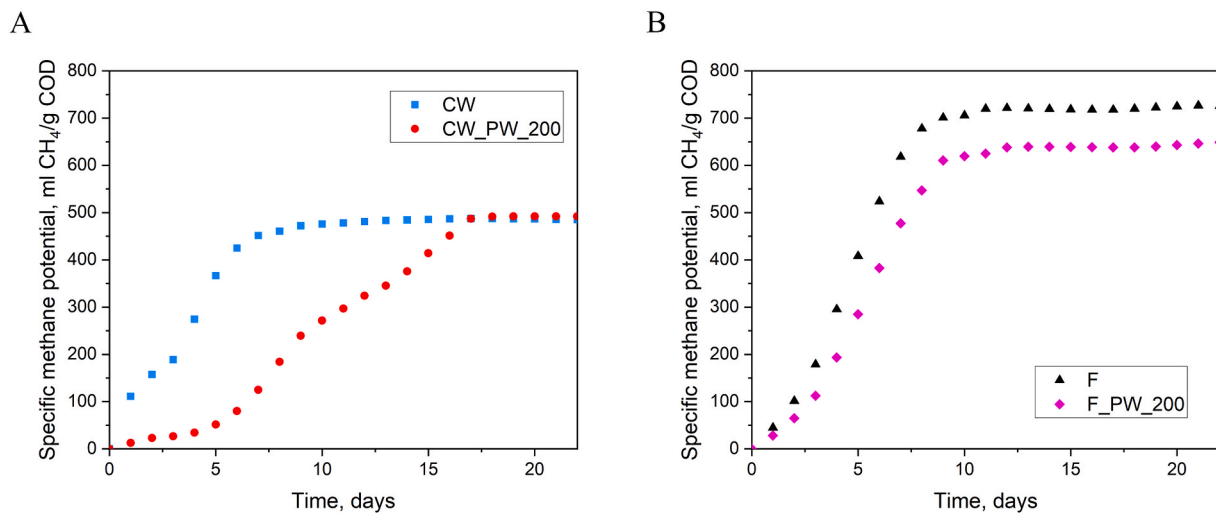 A
Specific methane potential, ml CH₄/g COD
800
700
600
500
400
300
200
100
0
CW
CW_PW_200
0
5
10
15
20
Time, days
B
Specific methane potential, ml CH₄/g COD
800
700
600
500
400
300
200
100
0
F
F_PW_200
0
5
10
15
20
Time, days